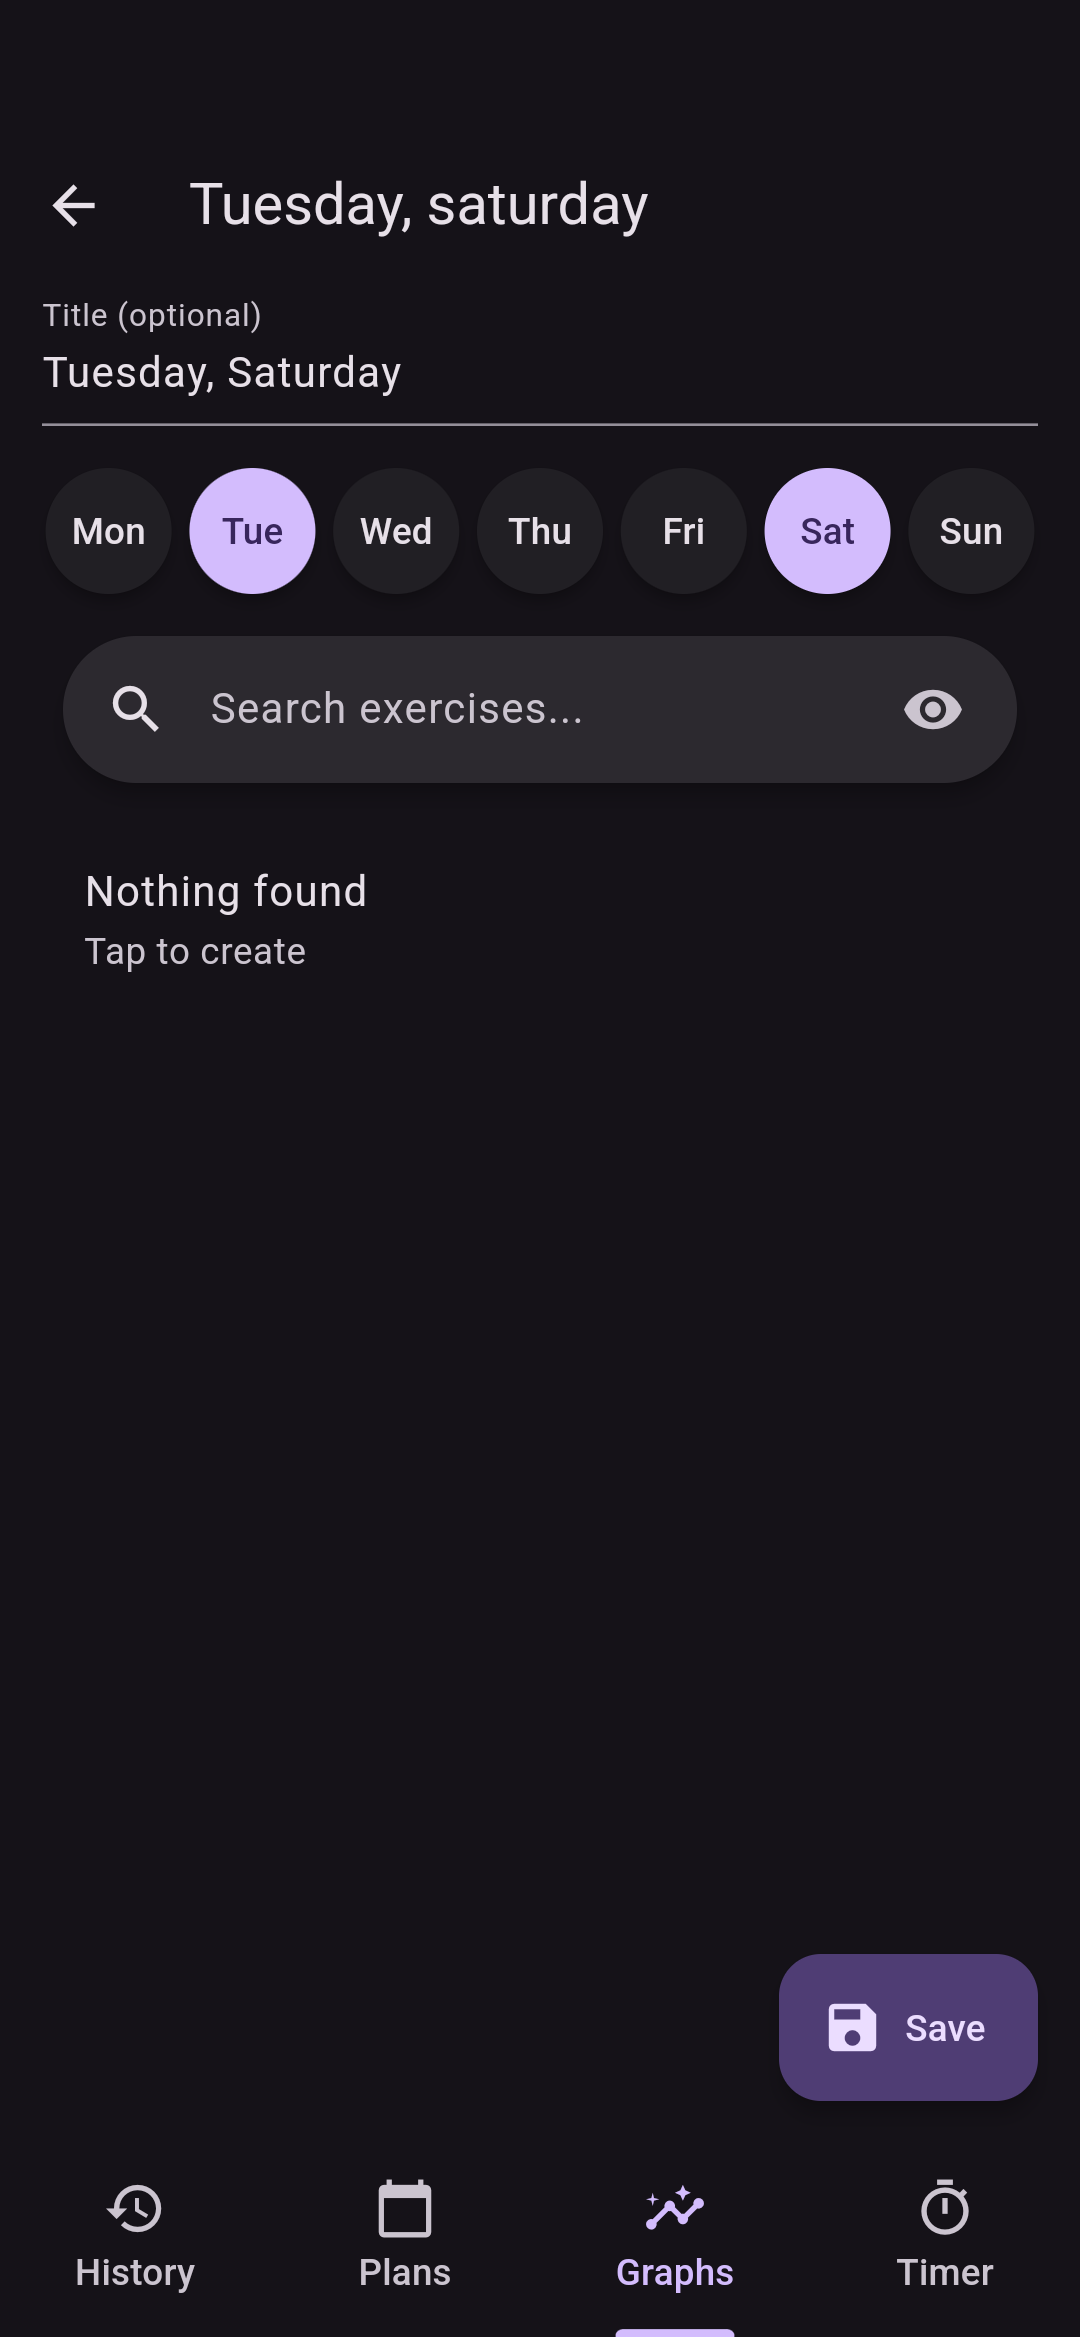 Tuesday, saturday
Title (optional)
Tuesday, Saturday
Mon Tue Wed Thu Fri Sat Sun
Search exercises...
Nothing found
Tap to create
Save
History Plans Graphs Timer